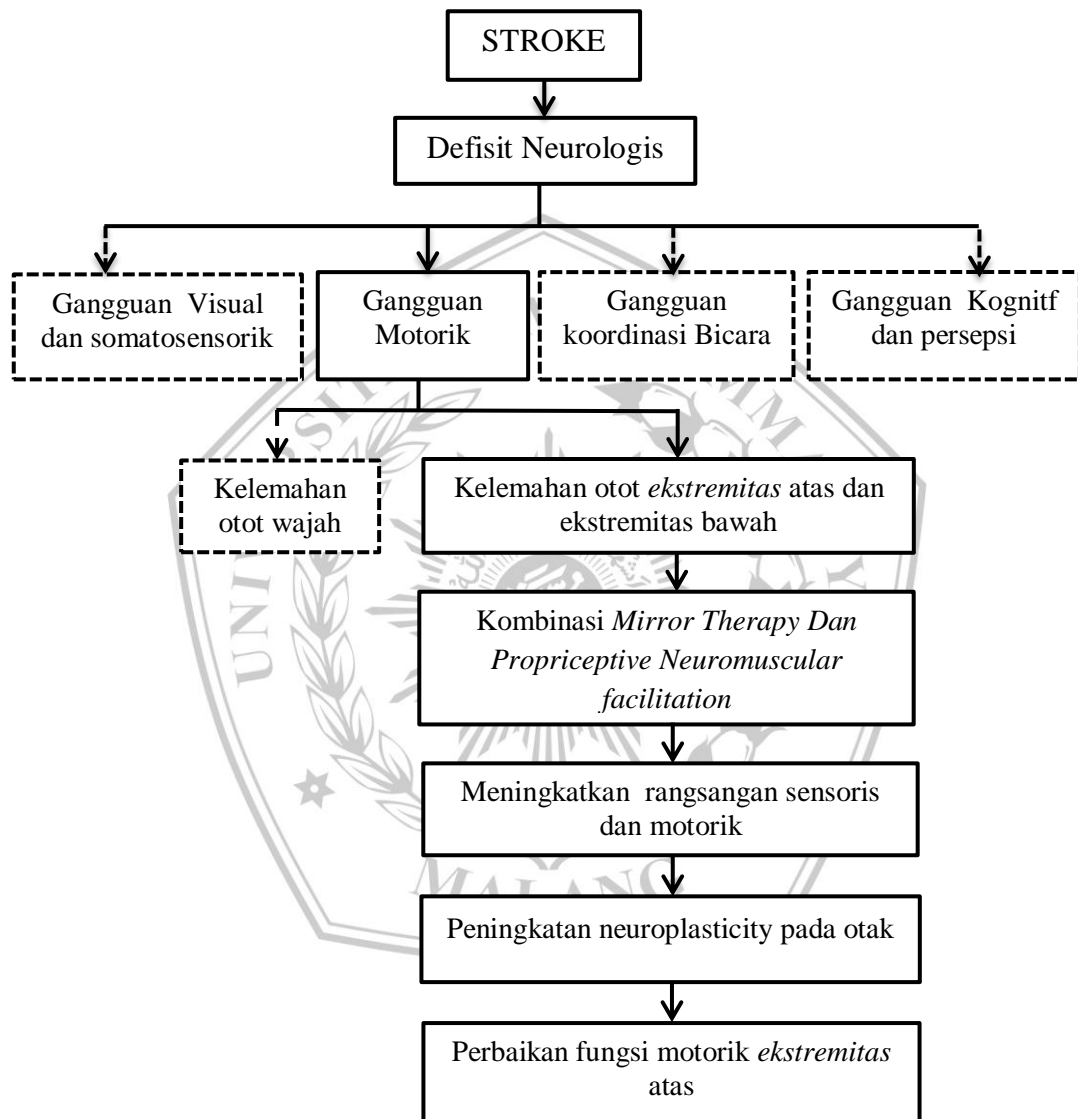 STROKE
Defisit Neurologis
Gangguan Visual
dan somatosensorik
Gangguan
Motorik
Gangguan
koordinasi Bicara
Gangguan Kognitf
dan persepsi
Kelemahan
otot wajah
Kelemahan otot ekstremitas atas dan
ekstremitas bawah
Kombinasi Mirror Therapy Dan
Propriceptive Neuromuscular
facilitation
Meningkatkan rangsangan sensoris
dan motorik
Peningkatan neuroplasticity pada otak
Perbaikan fungsi motorik ekstremitas
atas
MALANG